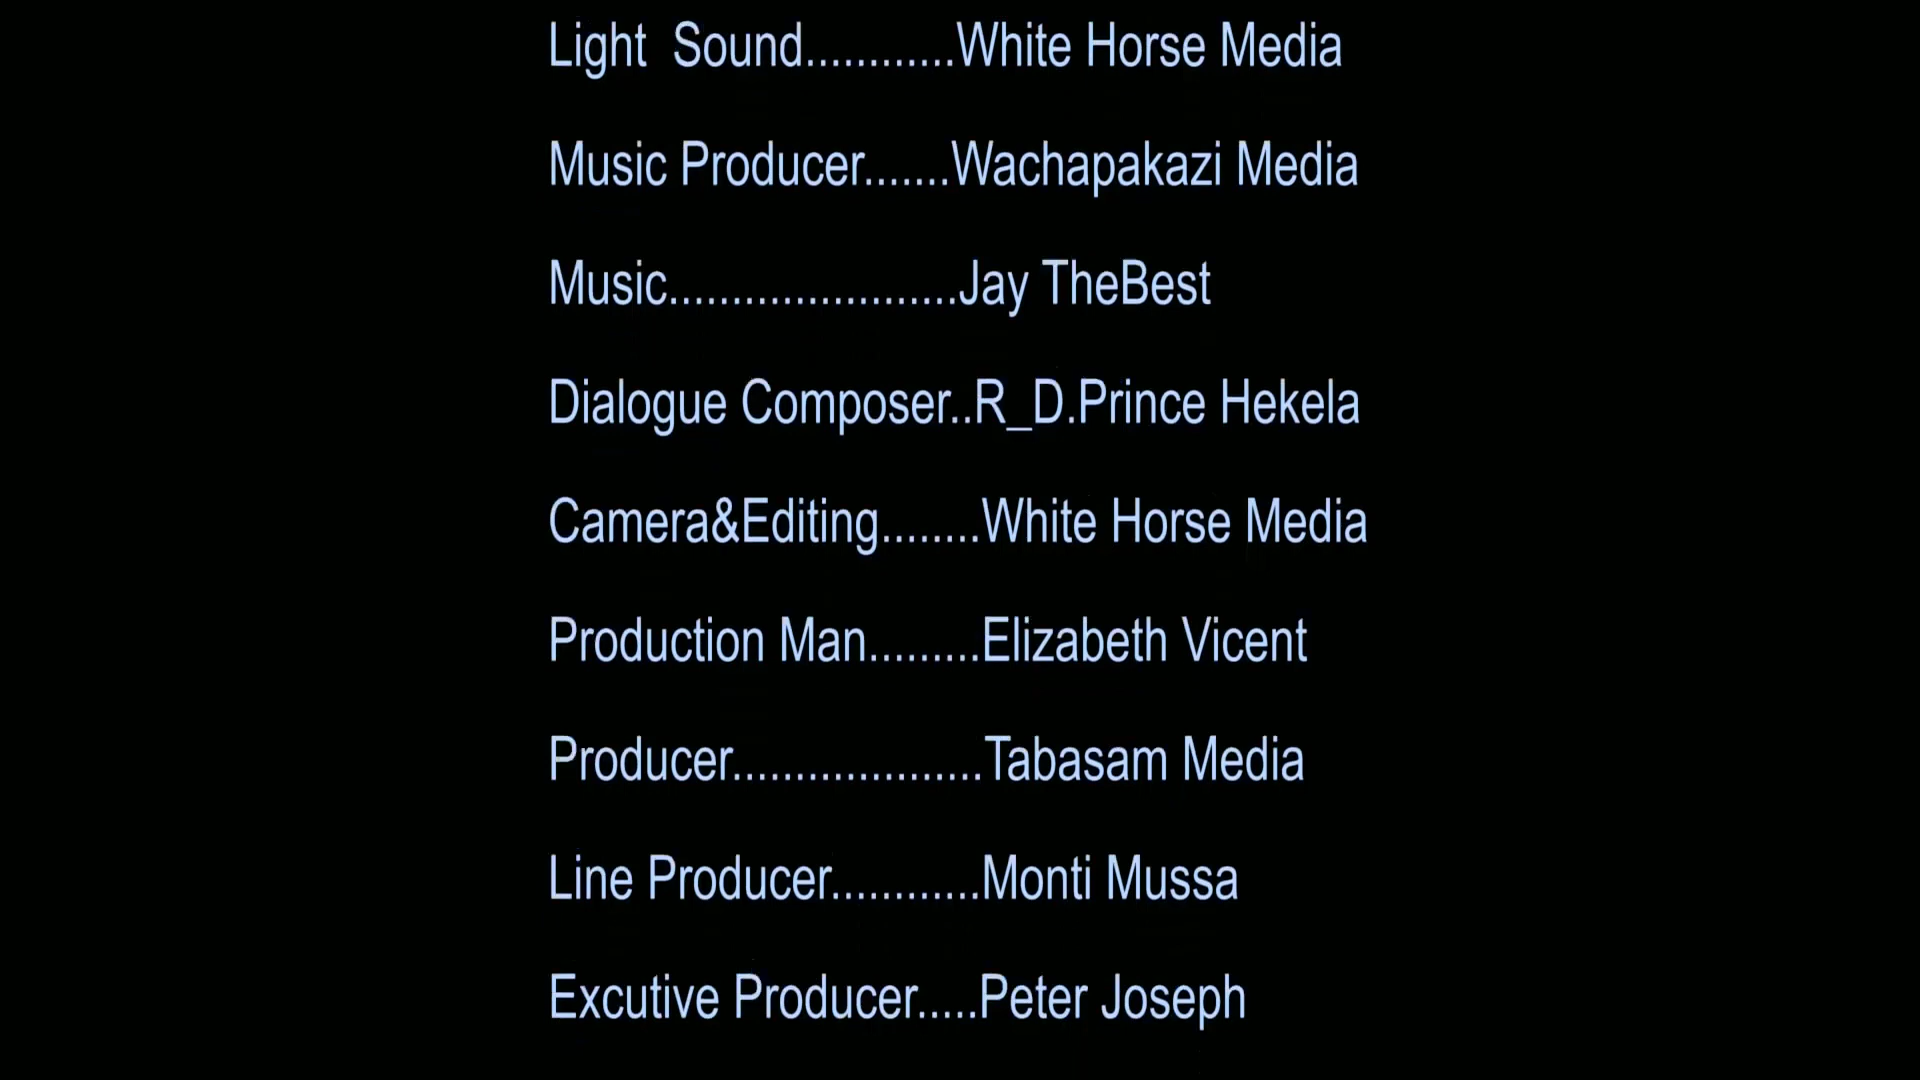 Light  Sound............White Horse Media
Music Producer.......Wachapakazi Media
Music.......................Jay TheBest
Dialogue Composer..R_D.Prince Hekela
Camera&Editing........White Horse Media
Production Man.........Elizabeth Vicent
Producer....................Tabasam Media
Line Producer............Monti Mussa
Excutive Producer.....Peter Joseph